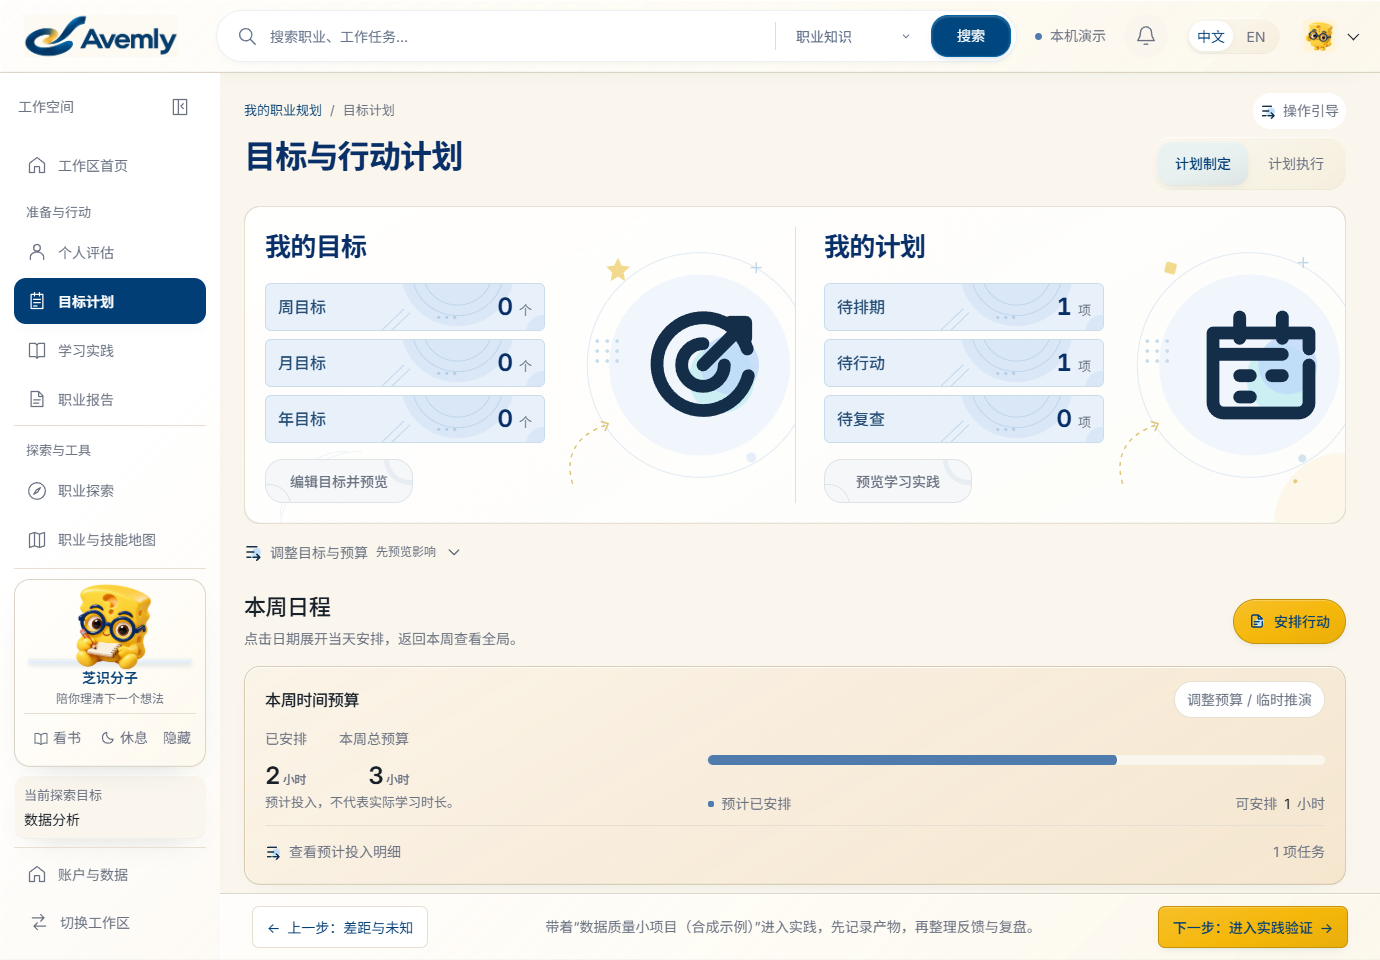 Avemly
搜索职业、工作任务...
职业知识
搜索
本机演示
中文 EN
工作空间
工作区首页
准备与行动
个人评估
目标计划
学习实践
职业报告
探索与工具
职业探索
职业与技能地图
芝识分子
陪你理清下一个想法
看书 休息 隐藏
当前探索目标
数据分析
账户与数据
切换工作区
我的职业规划 / 目标计划
操作引导
目标与行动计划
计划制定 计划执行
我的目标
周目标 0 个
月目标 0 个
年目标 0 个
编辑目标并预览
我的计划
待排期 1 项
待行动 1 项
待复查 0 项
预览学习实践
调整目标与预算 先预览影响
本周日程
点击日期展开当天安排，返回本周查看全局。
安排行动
本周时间预算
调整预算 / 临时推演
已安排 本周总预算
2 小时 3 小时
预计投入，不代表实际学习时长。
预计已安排 可安排 1 小时
查看预计投入明细 1 项任务
← 上一步：差距与未知
带着“数据质量小项目（合成示例）”进入实践，先记录产物，再整理反馈与复盘。
下一步：进入实践验证 →